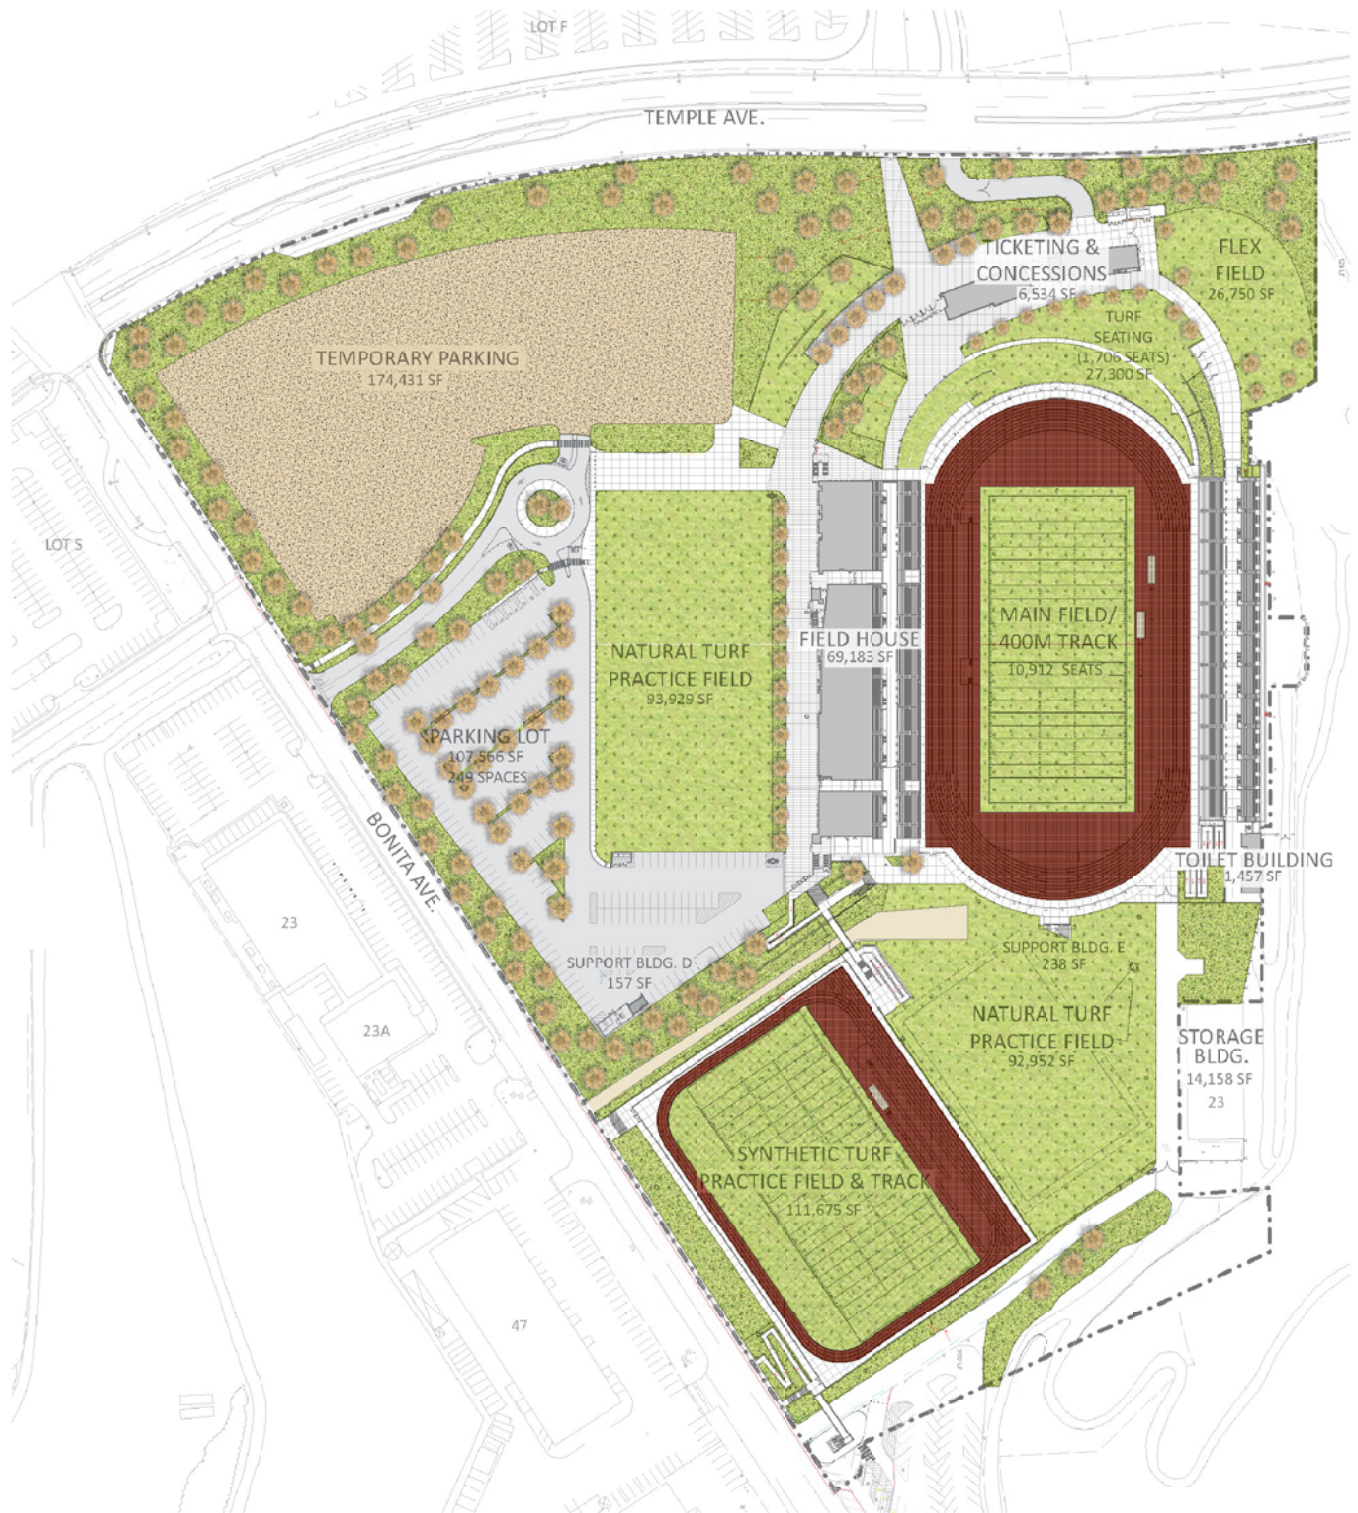 LOT F
TEMPLE AVE.
TICKETING &
CONCESSIONS
6,534 SF
FLEX
FIELD
26,750 SF
TURF
SEATING
(1,706 SEATS)
27,300 SF
TEMPORARY PARKING
174,431 SF
LOT S
NATURAL TURF
PRACTICE FIELD
93,929 SF
FIELD HOUSE
69,183 SF
MAIN FIELD/
400M TRACK
10,912 SEATS
PARKING LOT
107,566 SF
249 SPACES
BONITA AVE.
TOILET BUILDING
1,457 SF
23
SUPPORT BLDG. D
157 SF
SUPPORT BLDG. E
238 SF
NATURAL TURF
PRACTICE FIELD
92,952 SF
23A
STORAGE
BLDG.
14,158 SF
23
SYNTHETIC TURF
PRACTICE FIELD & TRACK
111,675 SF
47